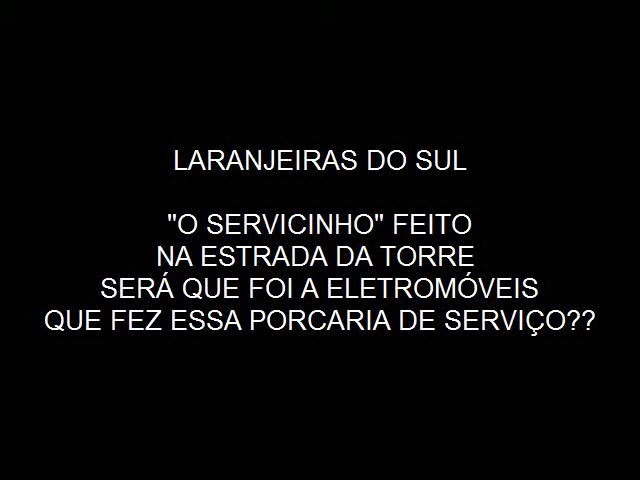 LARANJEIRAS DO SUL
"O SERVICINHO" FEITO
NA ESTRADA DA TORRE
SERÁ QUE FOI A ELETROMÓVEIS
QUE FEZ ESSA PORCARIA DE SERVIÇO??